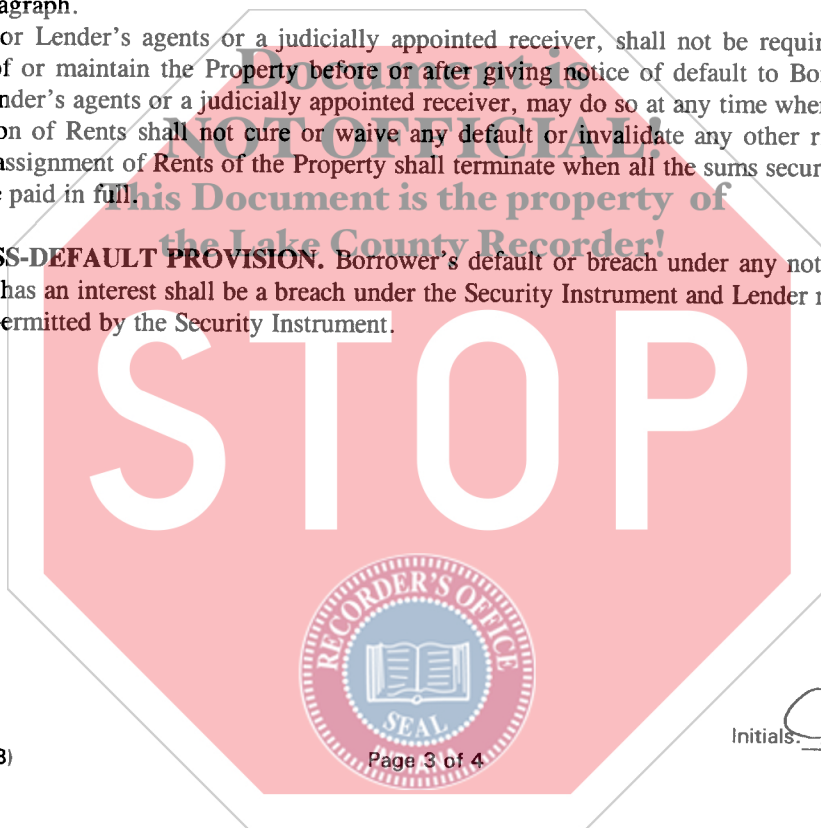 agraph.
or Lender's agents or a judicially appointed receiver, shall not be requir
of or maintain the Property before or after giving notice of default to Bor
nder's agents or a judicially appointed receiver, may do so at any time whe
on of Rents shall not cure or waive any default or invalidate any other r
assignment of Rents of the Property shall terminate when all the sums secur
paid in full.
Document is
NOT OFFICIAL!
This Document is the property of
the Lake County Recorder!
SS-DEFAULT PROVISION. Borrower's default or breach under any not
has an interest shall be a breach under the Security Instrument and Lender
ermitted by the Security Instrument.
STOP
RECORDER'S OFFICE
SEAL
INDIANA
Initials:
8)
Page 3 of 4